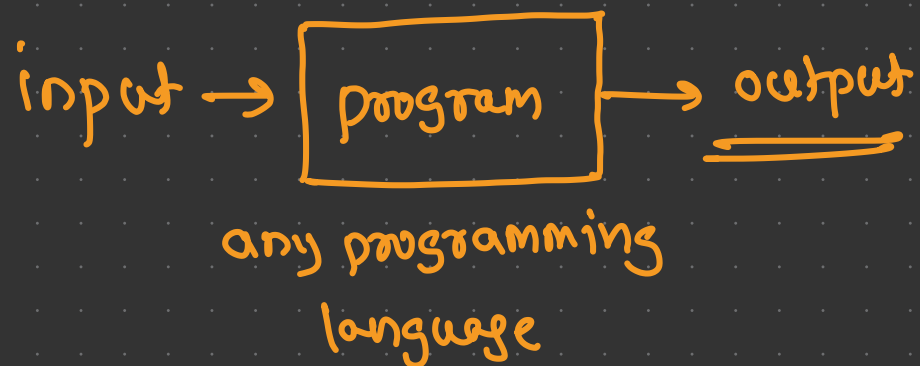 input → program → output
any programming
language